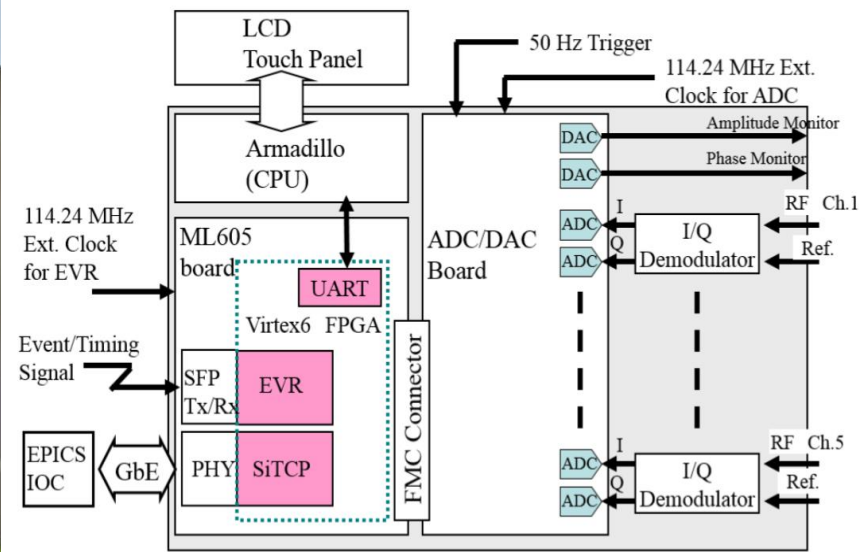 LCD
Touch Panel
50 Hz Trigger
114.24 MHz Ext.
Clock for ADC
Armadillo
(CPU)
DAC
Amplitude Monitor
DAC
Phase Monitor
114.24 MHz
Ext. Clock
for EVR
ML605
board
ADC/DAC
Board
ADC
I
ADC
Q
I/Q
Demodulator
RF Ch.1
Ref.
UART
Virtex6 FPGA
Event/Timing
Signal
SFP
Tx/Rx
EVR
FMC Connector
EPICS
IOC
GbE
PHY
SiTCP
ADC
I
ADC
Q
I/Q
Demodulator
RF Ch.5
Ref.